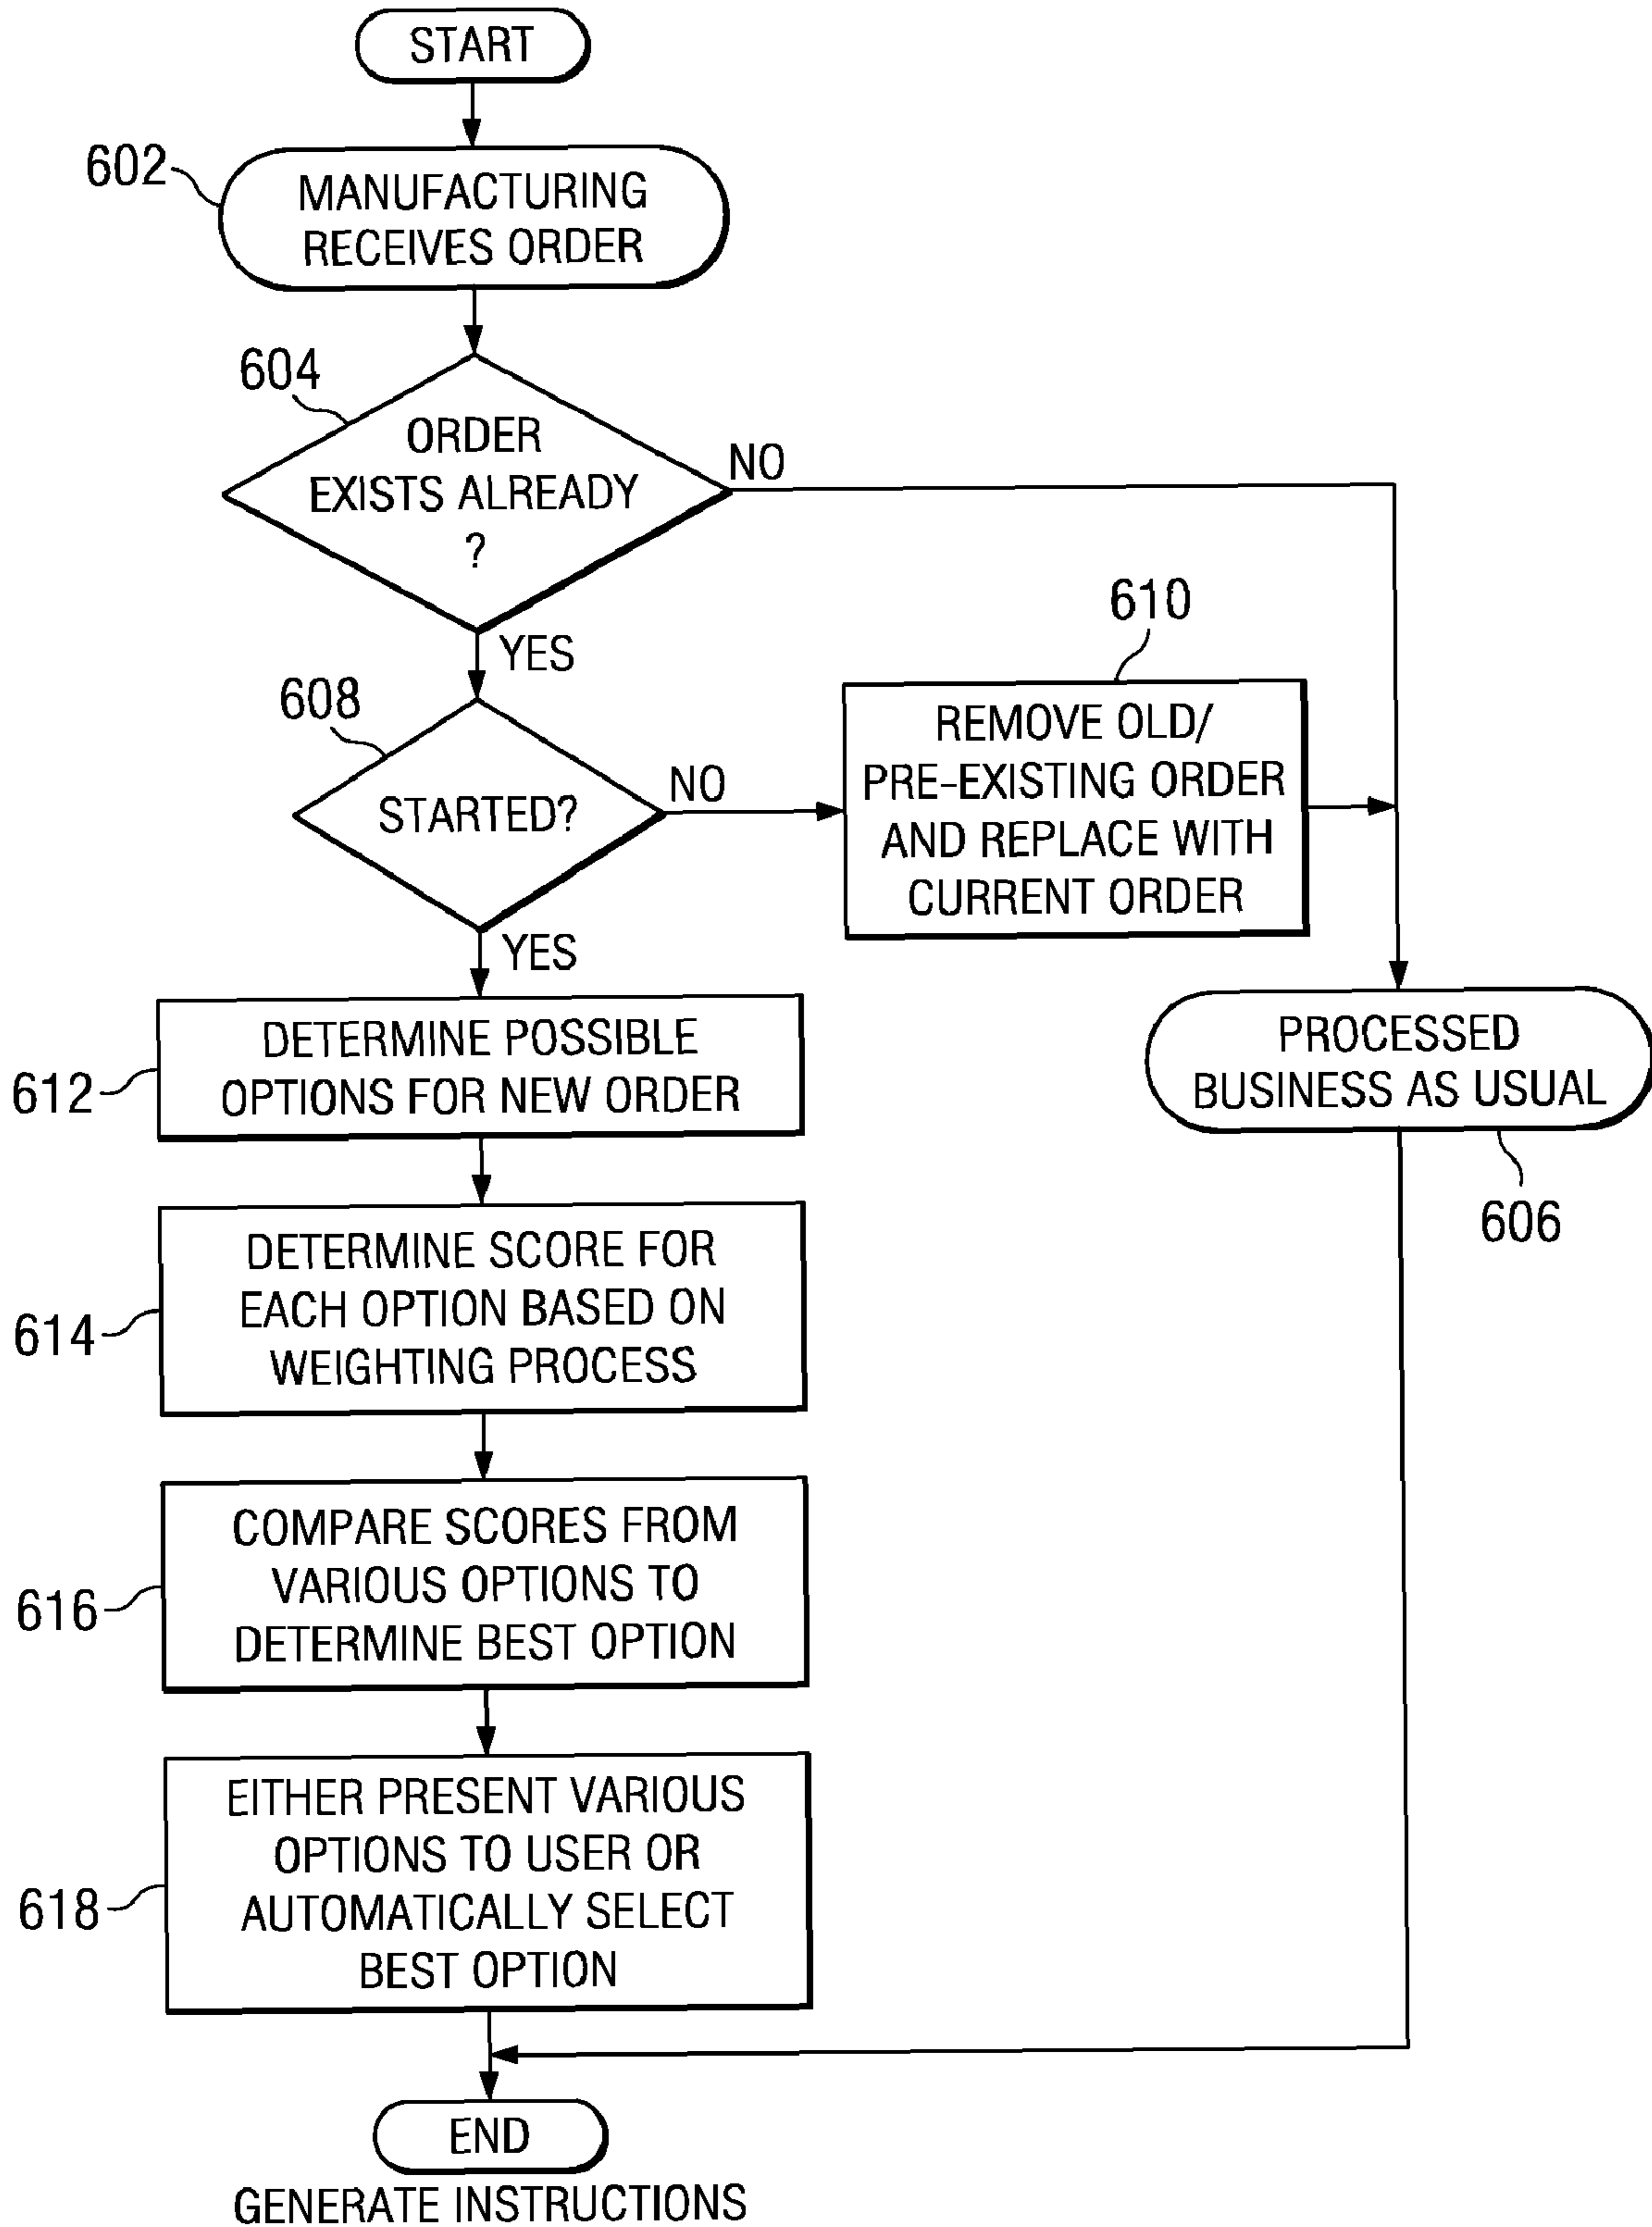 START
602
MANUFACTURING
RECEIVES ORDER
604
ORDER
EXISTS ALREADY
?
NO
YES
608
STARTED?
NO
610
REMOVE OLD/
PRE-EXISTING ORDER
AND REPLACE WITH
CURRENT ORDER
YES
612
DETERMINE POSSIBLE
OPTIONS FOR NEW ORDER
PROCESSED
BUSINESS AS USUAL
606
614
DETERMINE SCORE FOR
EACH OPTION BASED ON
WEIGHTING PROCESS
616
COMPARE SCORES FROM
VARIOUS OPTIONS TO
DETERMINE BEST OPTION
618
EITHER PRESENT VARIOUS
OPTIONS TO USER OR
AUTOMATICALLY SELECT
BEST OPTION
END
GENERATE INSTRUCTIONS